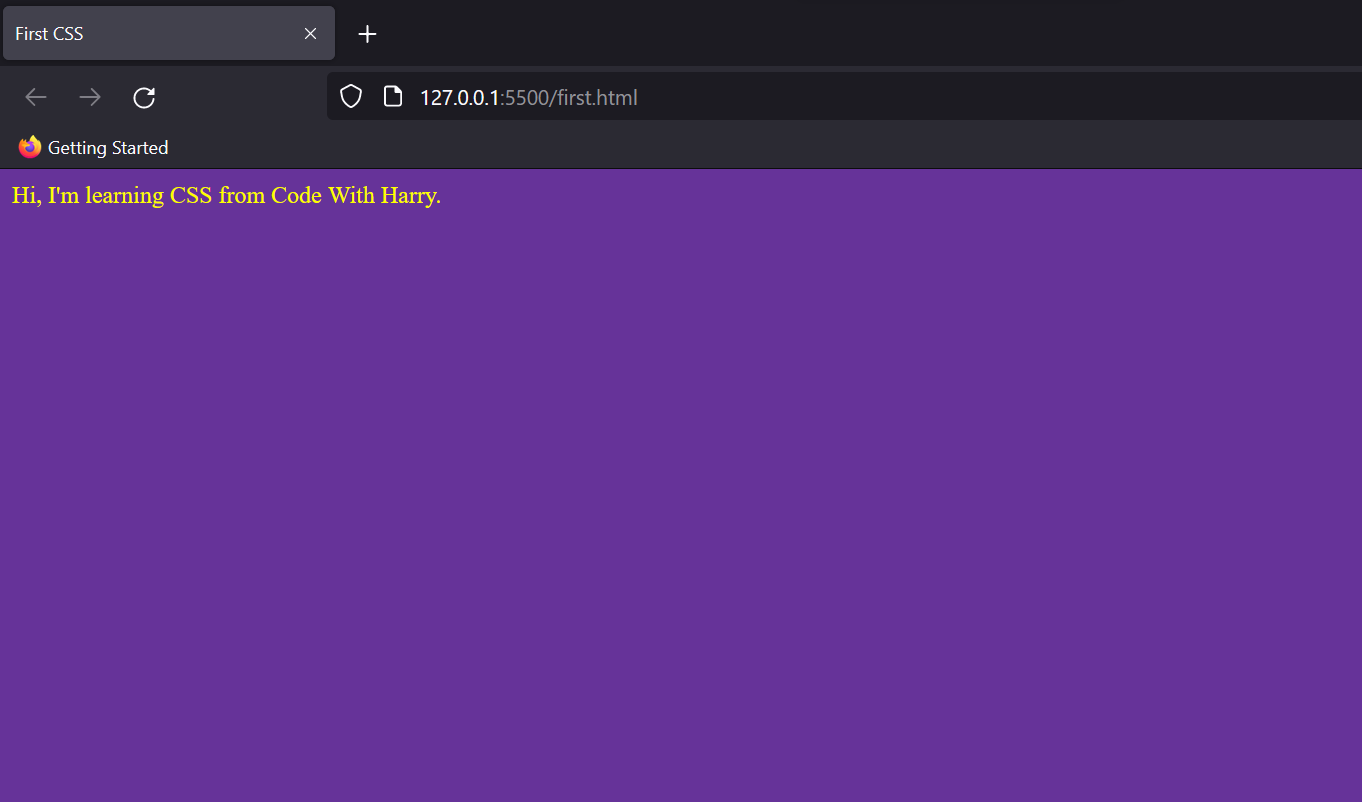 First CSS
127.0.0.1:5500/first.html
Getting Started
Hi, I'm learning CSS from Code With Harry.